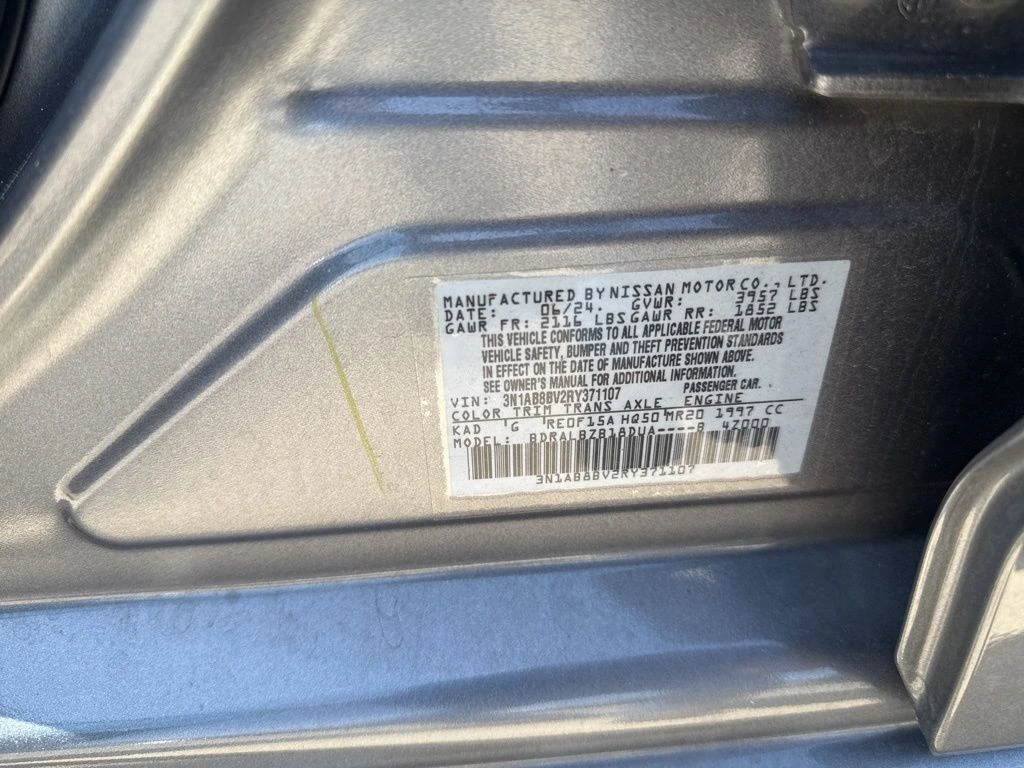 MANUFACTURED BY NISSAN MOTOR CO., LTD.
DATE: 06/24. GVWR: 3957 LBS
GAWR FR: 2116 LBS GAWR RR: 1852 LBS
THIS VEHICLE CONFORMS TO ALL APPLICABLE FEDERAL MOTOR
VEHICLE SAFETY, BUMPER AND THEFT PREVENTION STANDARDS
IN EFFECT ON THE DATE OF MANUFACTURE SHOWN ABOVE.
SEE OWNER'S MANUAL FOR ADDITIONAL INFORMATION.
VIN: 3N1AB8BV2RY371107 PASSENGER CAR.
COLOR TRIM TRANS AXLE ENGINE
KAD 'G 'RE0F15A HQ50'MR20 1997 CC
MODEL: BDRALBZB18DUA----8 4Z000
3N1AB8BV2RY371107